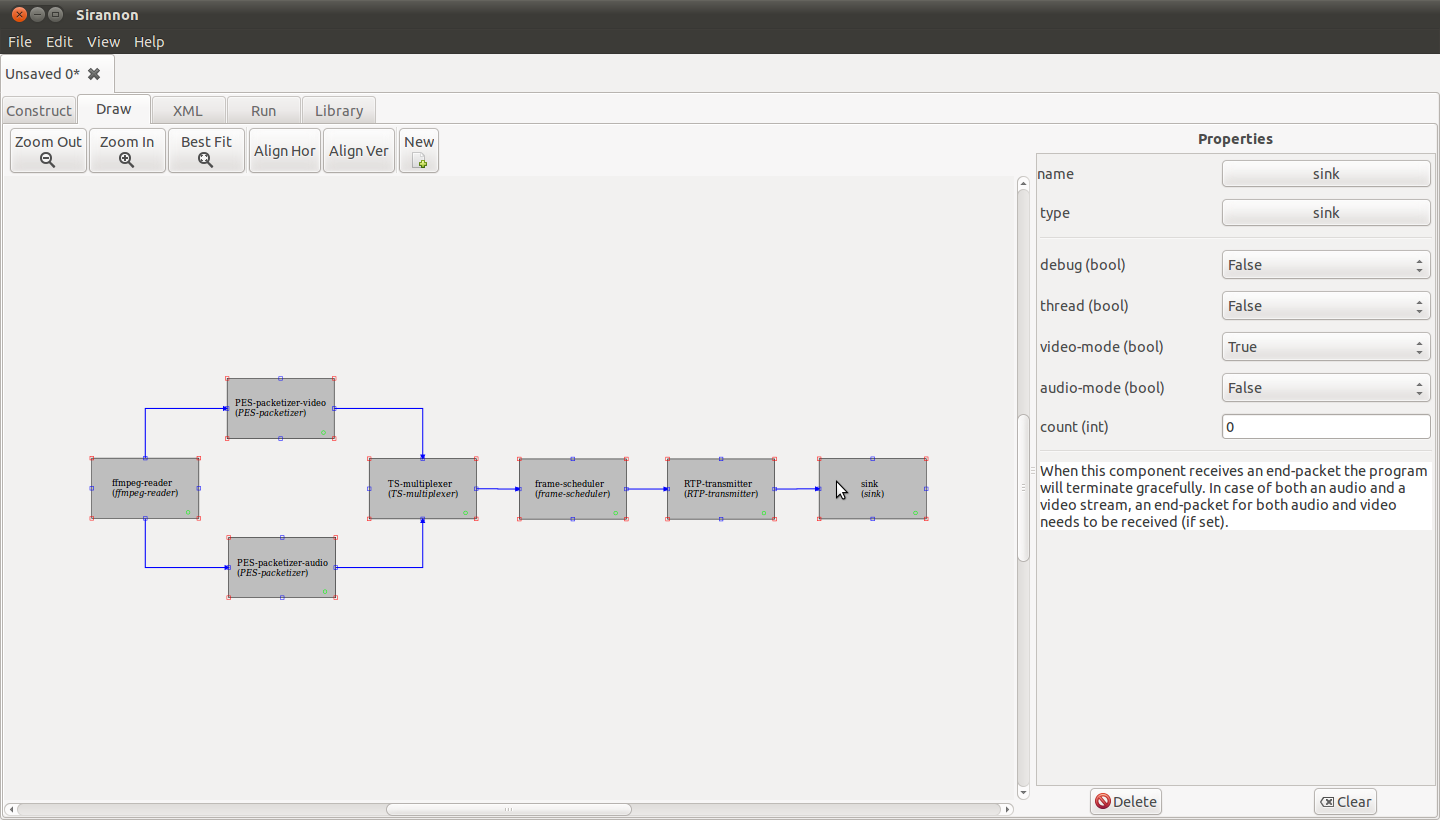 Sirannon
File Edit View Help
Unsaved 0*
Construct Draw XML Run Library
Zoom Out Zoom In Best Fit Align Hor Align Ver New
Properties
name sink
type sink
debug (bool) False
thread (bool) False
video-mode (bool) True
audio-mode (bool) False
count (int) 0
When this component receives an end-packet the program
will terminate gracefully. In case of both an audio and a
video stream, an end-packet for both audio and video
needs to be received (if set).
PES-packetizer-video
(PES-packetizer)
ffmpeg-reader
(ffmpeg-reader)
TS-multiplexer
(TS-multiplexer)
frame-scheduler
(frame-scheduler)
RTP-transmitter
(RTP-transmitter)
sink
(sink)
PES-packetizer-audio
(PES-packetizer)
Delete Clear